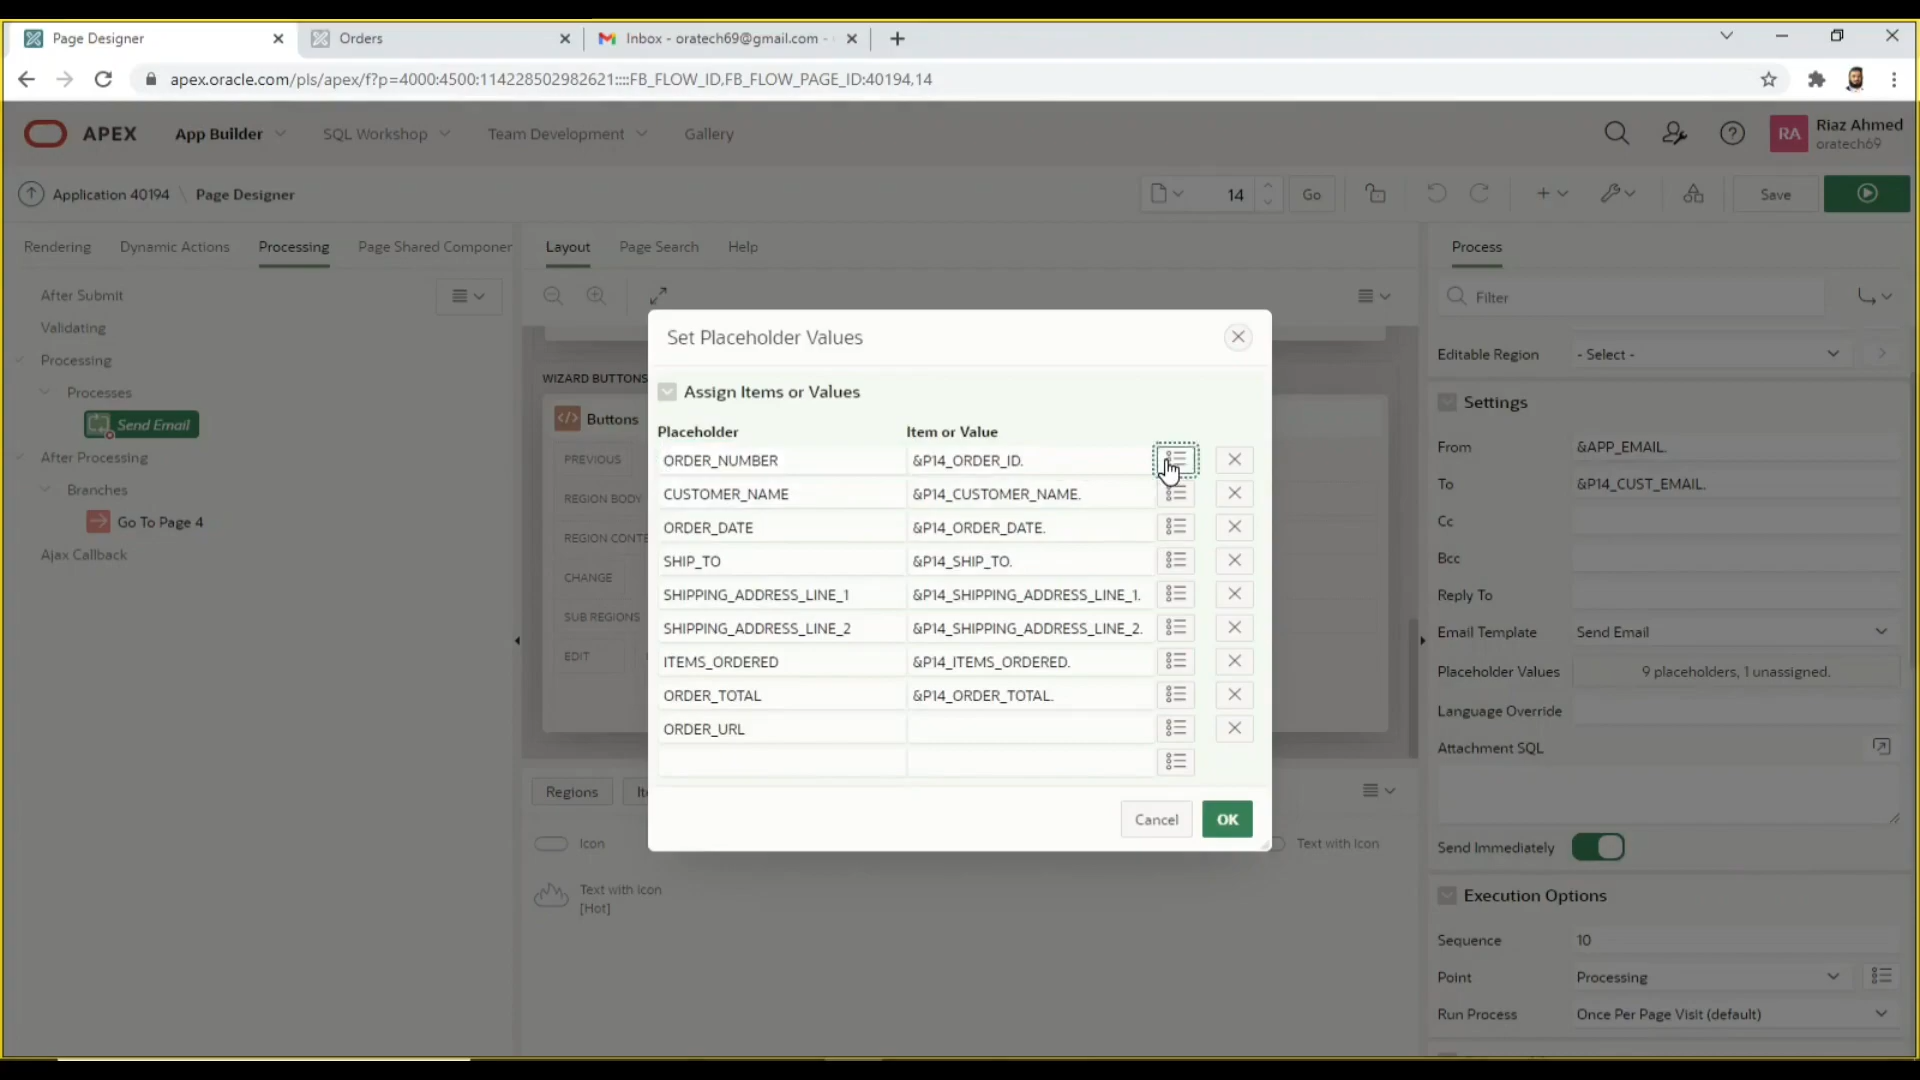 Page Designer
Orders
Inbox - oratech69@gmail.com -
apex.oracle.com/pls/apex/f?p=4000:4500:114228502982621::::FB_FLOW_ID,FB_FLOW_PAGE_ID:40194,14
APEX
App Builder
SQL Workshop
Team Development
Gallery
RA
Riaz Ahmed
oratech69
Application 40194 \ Page Designer
14
Go
Save
Rendering
Dynamic Actions
Processing
Page Shared Componer
Layout
Page Search
Help
Process
After Submit
Validating
Processing
Processes
Send Email
After Processing
Branches
Go To Page 4
Ajax Callback
WIZARD BUTTONS
Buttons
PREVIOUS
REGION BODY
REGION CONTE
CHANGE
SUB REGIONS
EDIT
Regions
Ite
Icon
Text with Icon
Text with Icon
[Hot]
Set Placeholder Values
Assign Items or Values
Placeholder Item or Value
ORDER_NUMBER &P14_ORDER_ID.
CUSTOMER_NAME &P14_CUSTOMER_NAME.
ORDER_DATE &P14_ORDER_DATE.
SHIP_TO &P14_SHIP_TO.
SHIPPING_ADDRESS_LINE_1 &P14_SHIPPING_ADDRESS_LINE_1.
SHIPPING_ADDRESS_LINE_2 &P14_SHIPPING_ADDRESS_LINE_2.
ITEMS_ORDERED &P14_ITEMS_ORDERED.
ORDER_TOTAL &P14_ORDER_TOTAL.
ORDER_URL
Cancel
OK
Filter
Editable Region - Select -
Settings
From &APP_EMAIL.
To &P14_CUST_EMAIL.
Cc
Bcc
Reply To
Email Template Send Email
Placeholder Values 9 placeholders, 1 unassigned.
Language Override
Attachment SQL
Send Immediately
Execution Options
Sequence 10
Point Processing
Run Process Once Per Page Visit (default)